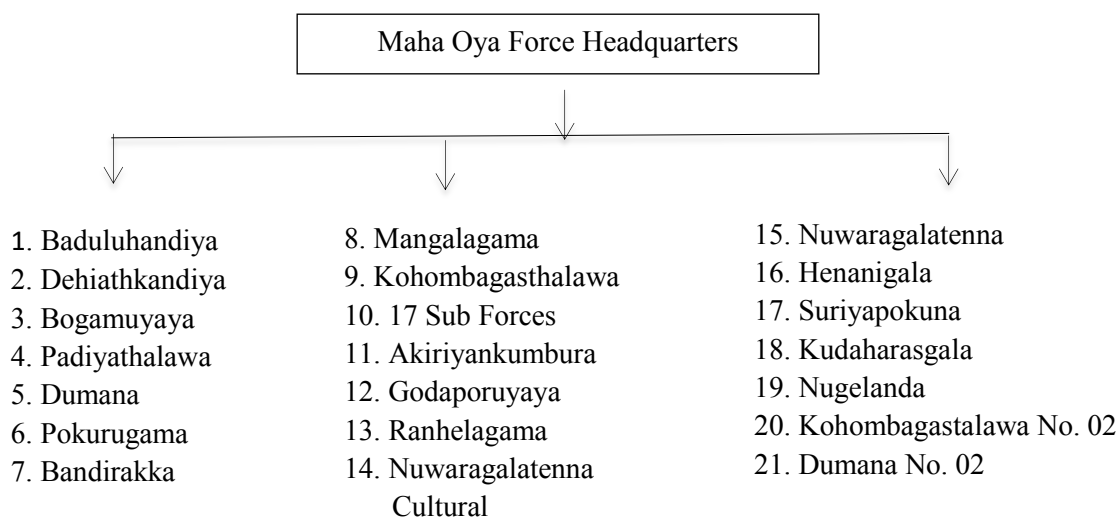 Maha Oya Force Headquarters
1. Baduluhandiya
2. Dehiathkandiya
3. Bogamuyaya
4. Padiyathalawa
5. Dumana
6. Pokurugama
7. Bandirakka
8. Mangalagama
9. Kohombagasthalawa
10. 17 Sub Forces
11. Akiriyankumbura
12. Godaporuyaya
13. Ranhelagama
14. Nuwaragalatenna
Cultural
15. Nuwaragalatenna
16. Henanigala
17. Suriyapokuna
18. Kudaharasgala
19. Nugelanda
20. Kohombagastalawa No. 02
21. Dumana No. 02